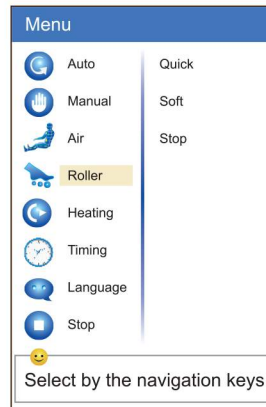 Menu
Auto
Manual
Air
Roller
Heating
Timing
Language
Stop
Quick
Soft
Stop
Select by the navigation keys